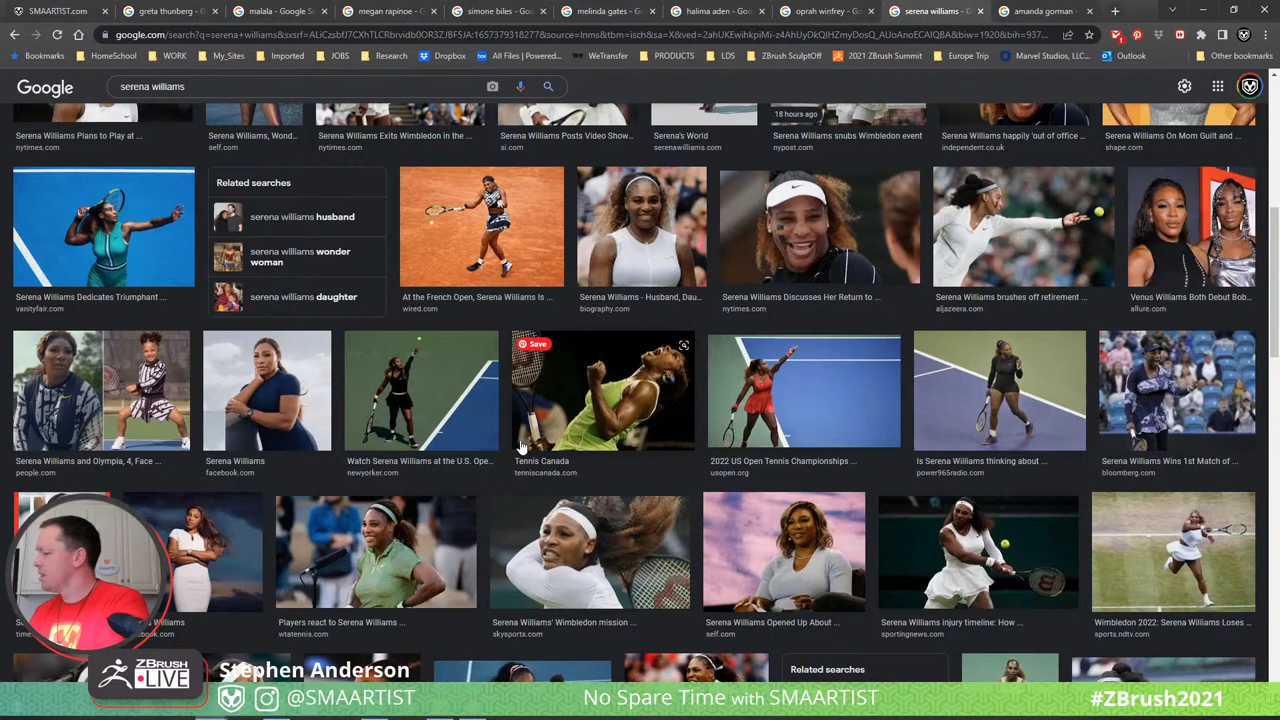 SMAARTIST.COM
greta thunberg - G
malala - Google S
megan rapinoe - G
simone biles - Goo
melinda gates - G
halima aden - Goo
oprah winfrey - G
serena williams - G
amanda gorman -
google.com/search?q=serena+williams&sxsrf=ALiCzsbfJ7CXhTLCRbrvidb0OR3ZJBF5JA:1657379318277&source=lnms&tbm=isch&sa=X&ved=2ahUKEwihkpiMi-z4AhUyDkQIHZmyDosQ_AUoAnoECAIQBA&biw=1920&bih=937...
Bookmarks HomeSchool WORK My_Sites Imported JOBS Research Dropbox All Files | Powered... WeTransfer PRODUCTS LDS ZBrush SculptOff 2021 ZBrush Summit Europe Trip Marvel Studios, LLC... Outlook Other bookmarks
Google
serena williams
18 hours ago
Serena Williams Plans to Play at ...
nytimes.com
Serena Williams, Wond...
self.com
Serena Williams Exits Wimbledon in the ...
nytimes.com
Serena Williams Posts Video Show...
si.com
Serena's World
serenawilliams.com
Serena Williams snubs Wimbledon event
nypost.com
Serena Williams happily 'out of office ...
independent.co.uk
Serena Williams On Mom Guilt and ...
shape.com
Serena Williams Dedicates Triumphant ...
vanityfair.com
Related searches
serena williams husband
serena williams wonder
woman
serena williams daughter
At the French Open, Serena Williams Is ...
wired.com
Serena Williams - Husband, Dau...
biography.com
Serena Williams Discusses Her Return to ...
nytimes.com
Serena Williams brushes off retirement ...
aljazeera.com
Venus Williams Both Debut Bob...
allure.com
Save
Serena Williams and Olympia, 4, Face ...
people.com
Serena Williams
facebook.com
Watch Serena Williams at the U.S. Ope...
newyorker.com
Tennis Canada
tenniscanada.com
2022 US Open Tennis Championships ...
usopen.org
Is Serena Williams thinking about ...
power965radio.com
Serena Williams Wins 1st Match of ...
bloomberg.com
Players react to Serena Williams ...
wtatennis.com
Serena Williams' Wimbledon mission ...
skysports.com
Serena Williams Opened Up About ...
self.com
Serena Williams injury timeline: How ...
sportingnews.com
Wimbledon 2022: Serena Williams Loses ...
sports.ndtv.com
Related searches
ZBRUSH
LIVE
Stephen Anderson
@SMAARTIST
No Spare Time with SMAARTIST
#ZBrush2021